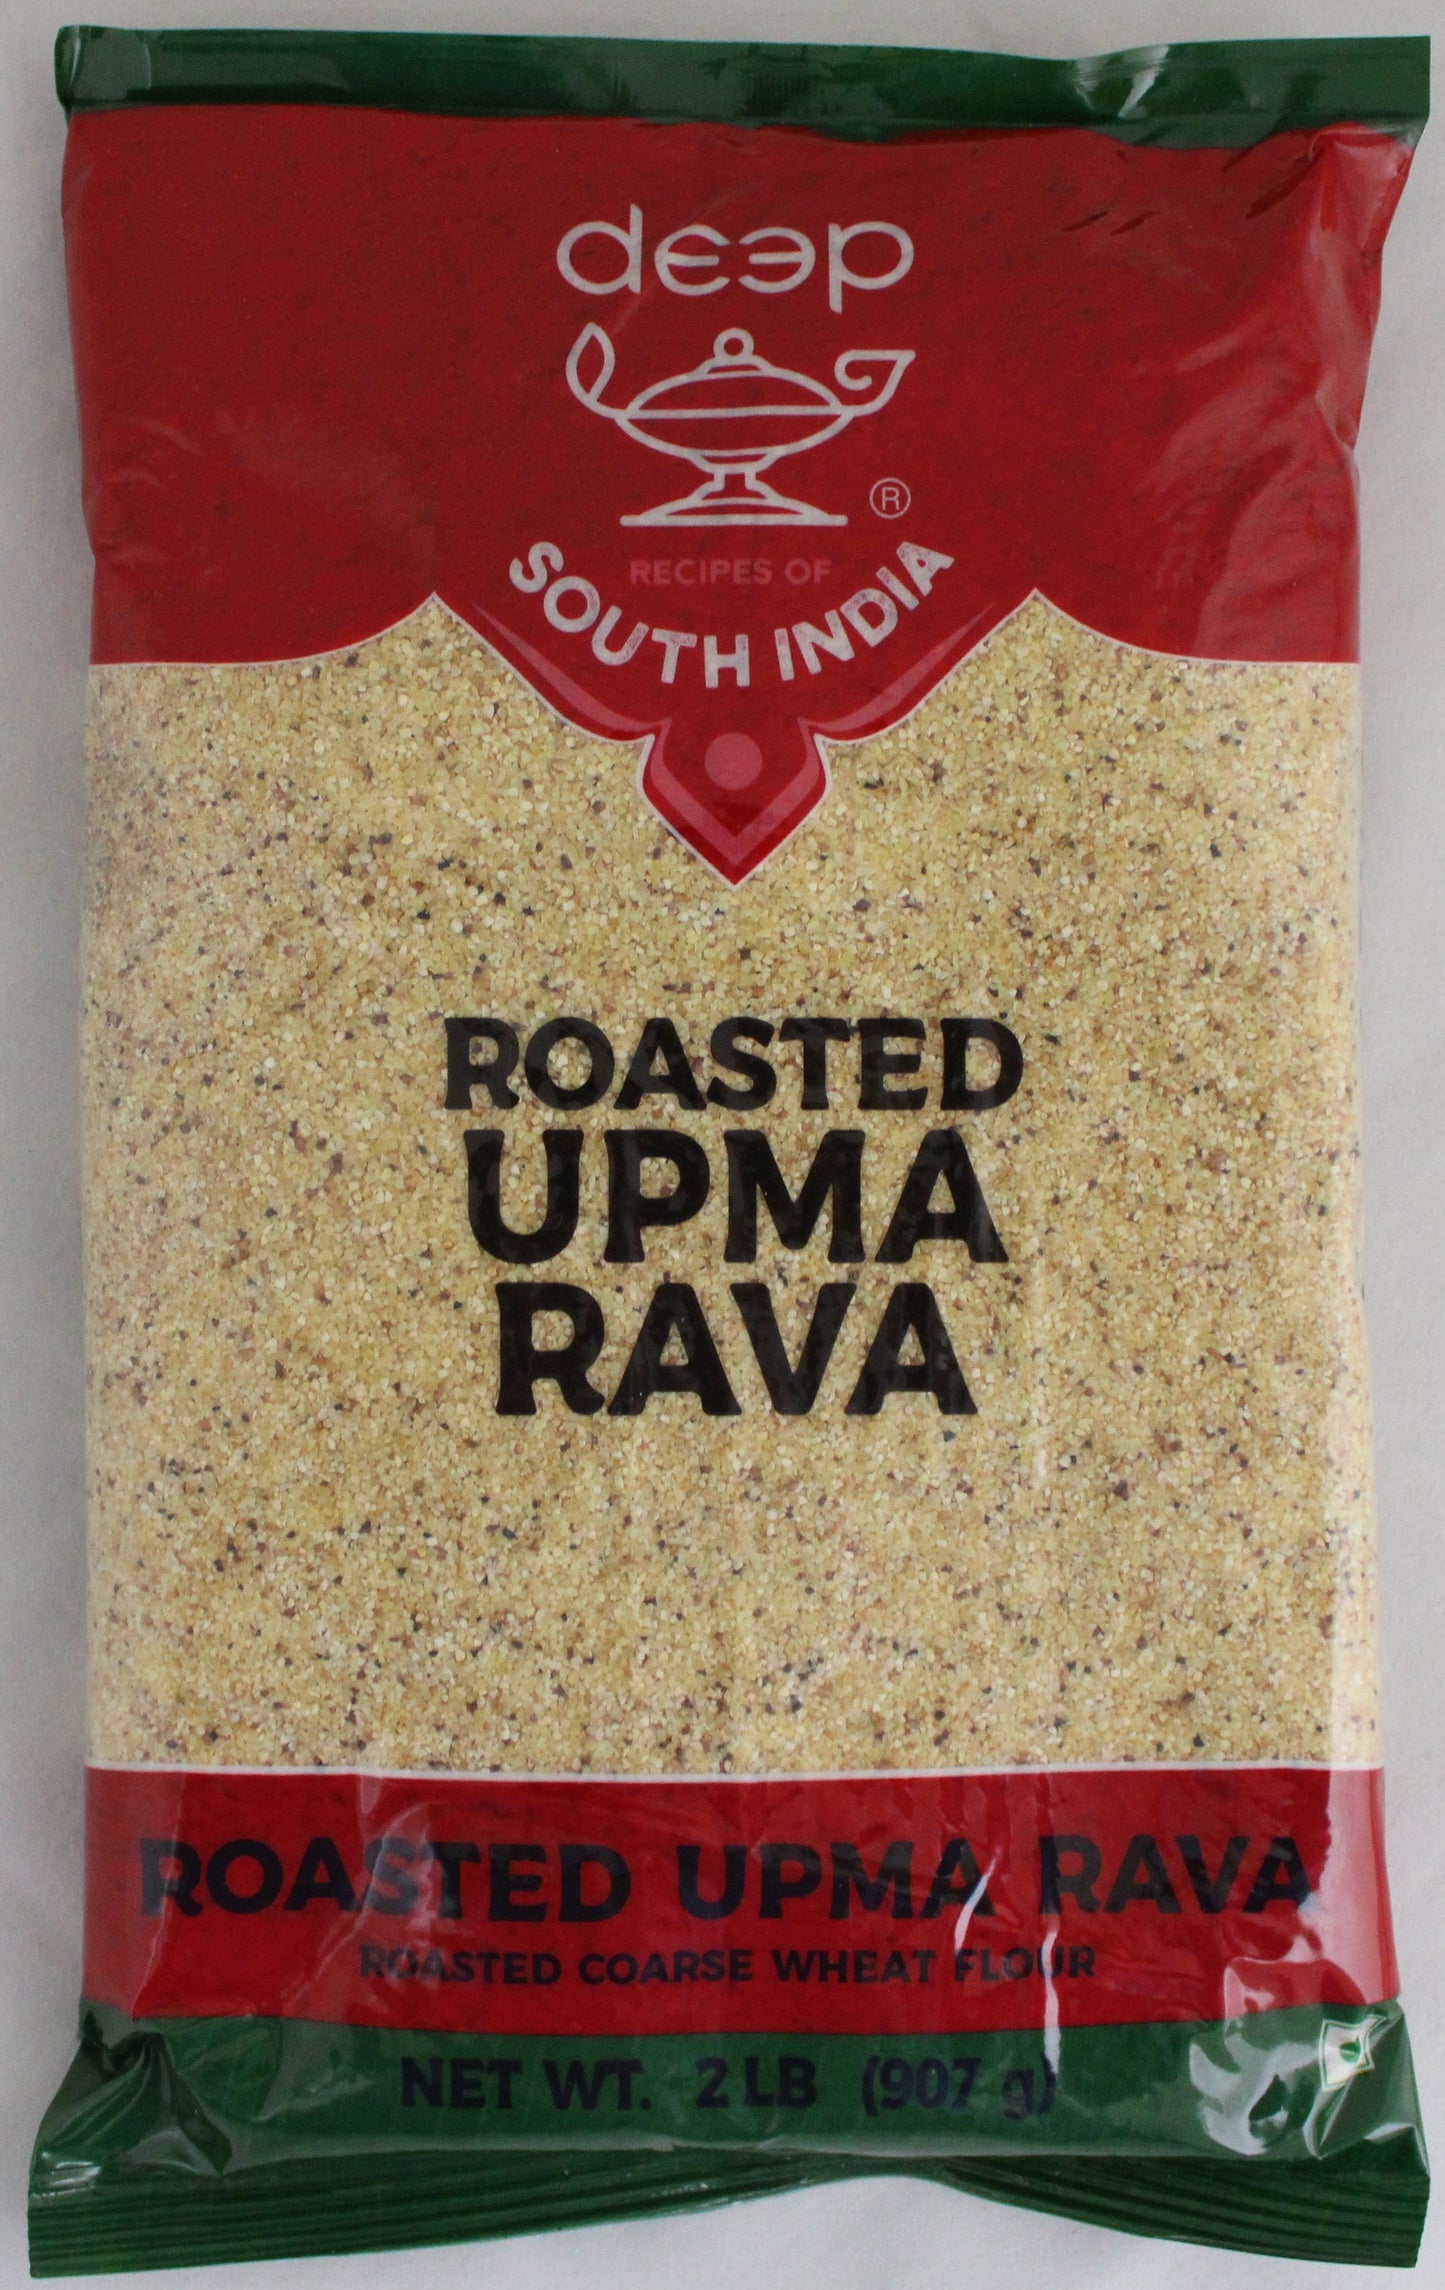 deep
®
RECIPES OF
SOUTH INDIA
ROASTED
UPMA
RAVA
ROASTED UPMA RAVA
ROASTED COARSE WHEAT FLOUR
NET WT. 2 LB (907 g)